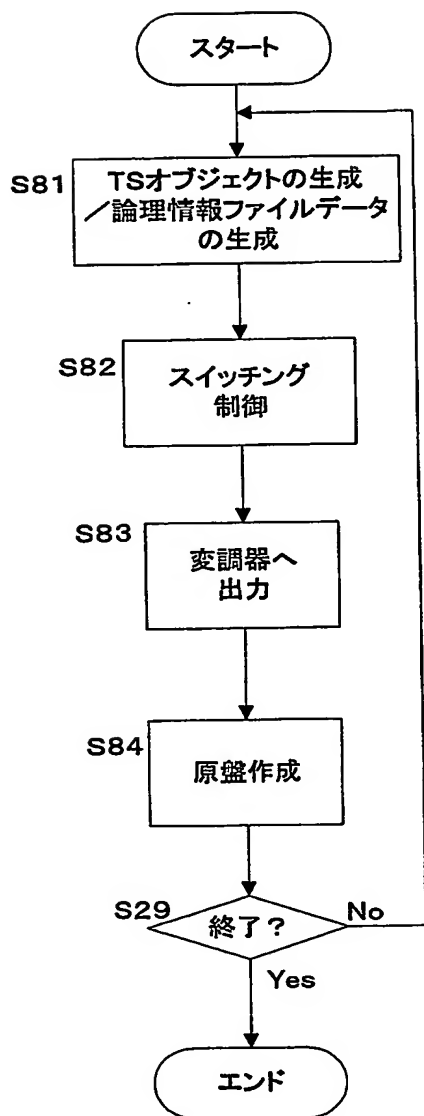 スタート
S81
TSオブジェクトの生成
/論理情報ファイルデータ
の生成
S82
スイッチング
制御
S83
変調器へ
出力
S84
原盤作成
S29
終了?
No
Yes
エンド